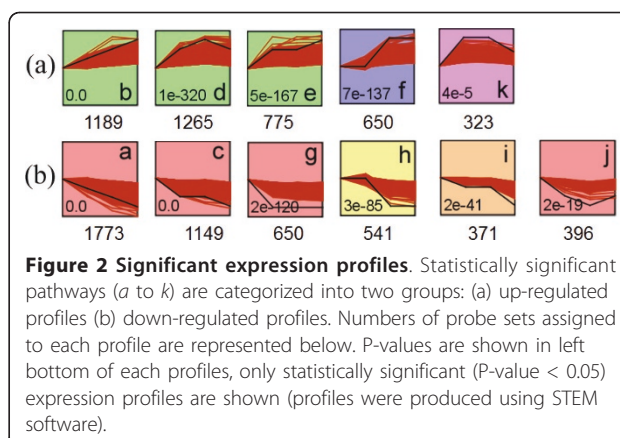 (a)
0.0 b
1e-320 d
5e-167 e
7e-137 f
4e-5 k
1189 1265 775 650 323
(b)
a 0.0
c 0.0
g 2e-120
h 3e-85
i 2e-41
j 2e-19
1773 1149 650 541 371 396
Figure 2 Significant expression profiles. Statistically significant
pathways (a to k) are categorized into two groups: (a) up-regulated
profiles (b) down-regulated profiles. Numbers of probe sets assigned
to each profile are represented below. P-values are shown in left
bottom of each profiles, only statistically significant (P-value < 0.05)
expression profiles are shown (profiles were produced using STEM
software).